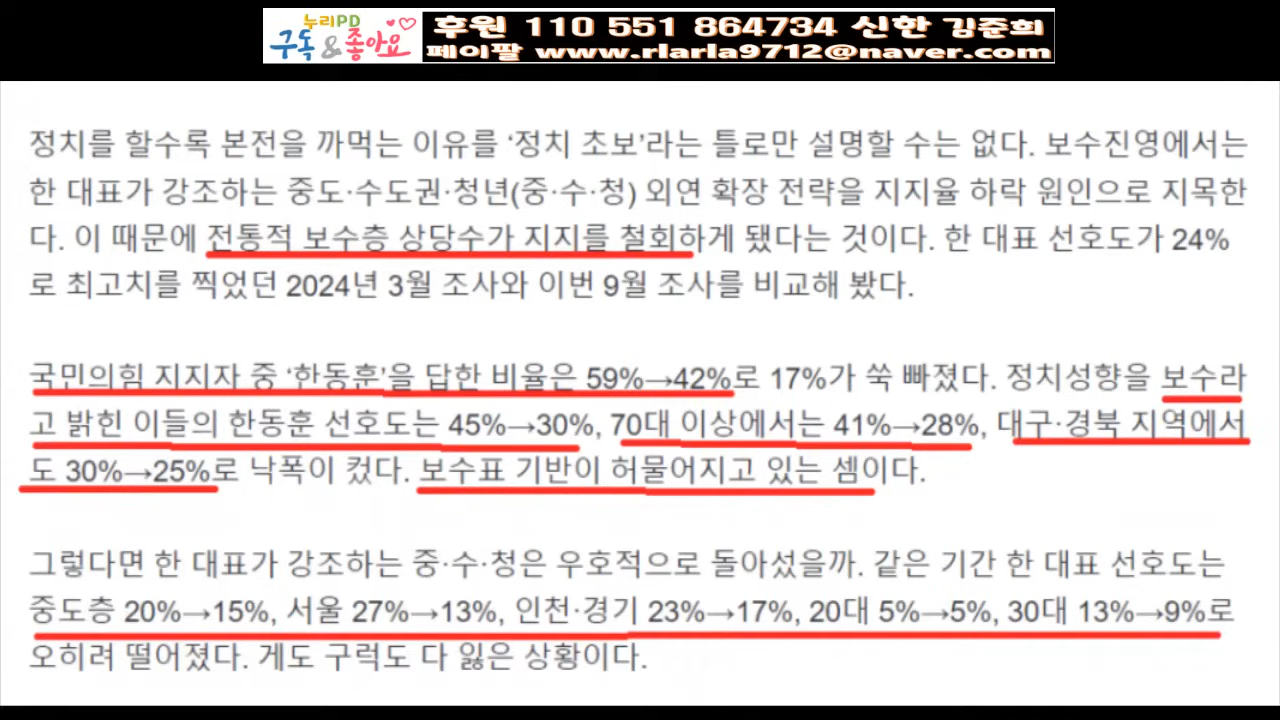 누리PD
구독 & 좋아요
후원 110 551 864734 신한 김준희
페이팔 www.rlarla9712@naver.com
정치를 할수록 본전을 까먹는 이유를 ‘정치 초보’라는 틀로만 설명할 수는 없다. 보수진영에서는
한 대표가 강조하는 중도·수도권·청년(중·수·청) 외연 확장 전략을 지지율 하락 원인으로 지목한
다. 이 때문에 전통적 보수층 상당수가 지지를 철회하게 됐다는 것이다. 한 대표 선호도가 24%
로 최고치를 찍었던 2024년 3월 조사와 이번 9월 조사를 비교해 봤다.
국민의힘 지지자 중 ‘한동훈’을 답한 비율은 59%→42%로 17%가 쑥 빠졌다. 정치성향을 보수라
고 밝힌 이들의 한동훈 선호도는 45%→30%, 70대 이상에서는 41%→28%, 대구·경북 지역에서
도 30%→25%로 낙폭이 컸다. 보수표 기반이 허물어지고 있는 셈이다.
그렇다면 한 대표가 강조하는 중·수·청은 우호적으로 돌아섰을까. 같은 기간 한 대표 선호도는
중도층 20%→15%, 서울 27%→13%, 인천·경기 23%→17%, 20대 5%→5%, 30대 13%→9%로
오히려 떨어졌다. 게도 구럭도 다 잃은 상황이다.